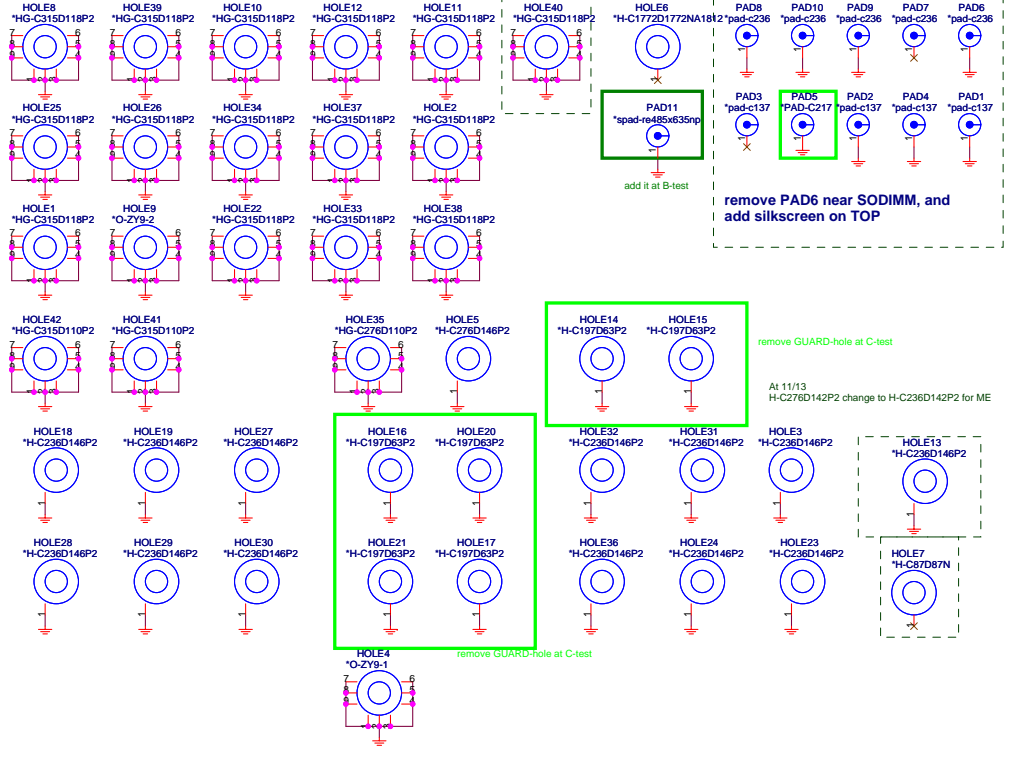 HOLE8 HOLE39 HOLE10 HOLE12 HOLE11 HOLE40 HOLE6 PAD8 PAD10 PAD9 PAD7 PAD6
*HG-C315D118P2 *HG-C315D118P2 *HG-C315D118P2 *HG-C315D118P2 *HG-C315D118P2 *HG-C315D118P2 *H-C1772D1772NA1812 *pad-c236 *pad-c236 *pad-c236 *pad-c236 *pad-c236
PAD3 PAD5 PAD2 PAD4 PAD1
*pad-c137 *PAD-C217 *pad-c137 *pad-c137 *pad-c137
HOLE25 HOLE26 HOLE34 HOLE37 HOLE2 PAD11
*HG-C315D118P2 *HG-C315D118P2 *HG-C315D118P2 *HG-C315D118P2 *HG-C315D118P2 *spad-re485x635np
add it at B-test
remove PAD6 near SODIMM, and
add silkscreen on TOP
HOLE1 HOLE9 HOLE22 HOLE33 HOLE38
*HG-C315D118P2 *O-ZY9-2 *HG-C315D118P2 *HG-C315D118P2 *HG-C315D118P2
HOLE42 HOLE41 HOLE35 HOLE5 HOLE14 HOLE15
*HG-C315D110P2 *HG-C315D110P2 *HG-C276D110P2 *H-C276D146P2 *H-C197D63P2 *H-C197D63P2
remove GUARD-hole at C-test
At 11/13
H-C276D142P2 change to H-C236D142P2 for ME
HOLE18 HOLE19 HOLE27 HOLE16 HOLE20 HOLE32 HOLE31 HOLE3 HOLE13
*H-C236D146P2 *H-C236D146P2 *H-C236D146P2 *H-C197D63P2 *H-C197D63P2 *H-C236D146P2 *H-C236D146P2 *H-C236D146P2 *H-C236D146P2
HOLE28 HOLE29 HOLE30 HOLE21 HOLE17 HOLE36 HOLE24 HOLE23 HOLE7
*H-C236D146P2 *H-C236D146P2 *H-C236D146P2 *H-C197D63P2 *H-C197D63P2 *H-C236D146P2 *H-C236D146P2 *H-C236D146P2 *H-C87D87N
remove GUARD-hole at C-test
HOLE4
*O-ZY9-1